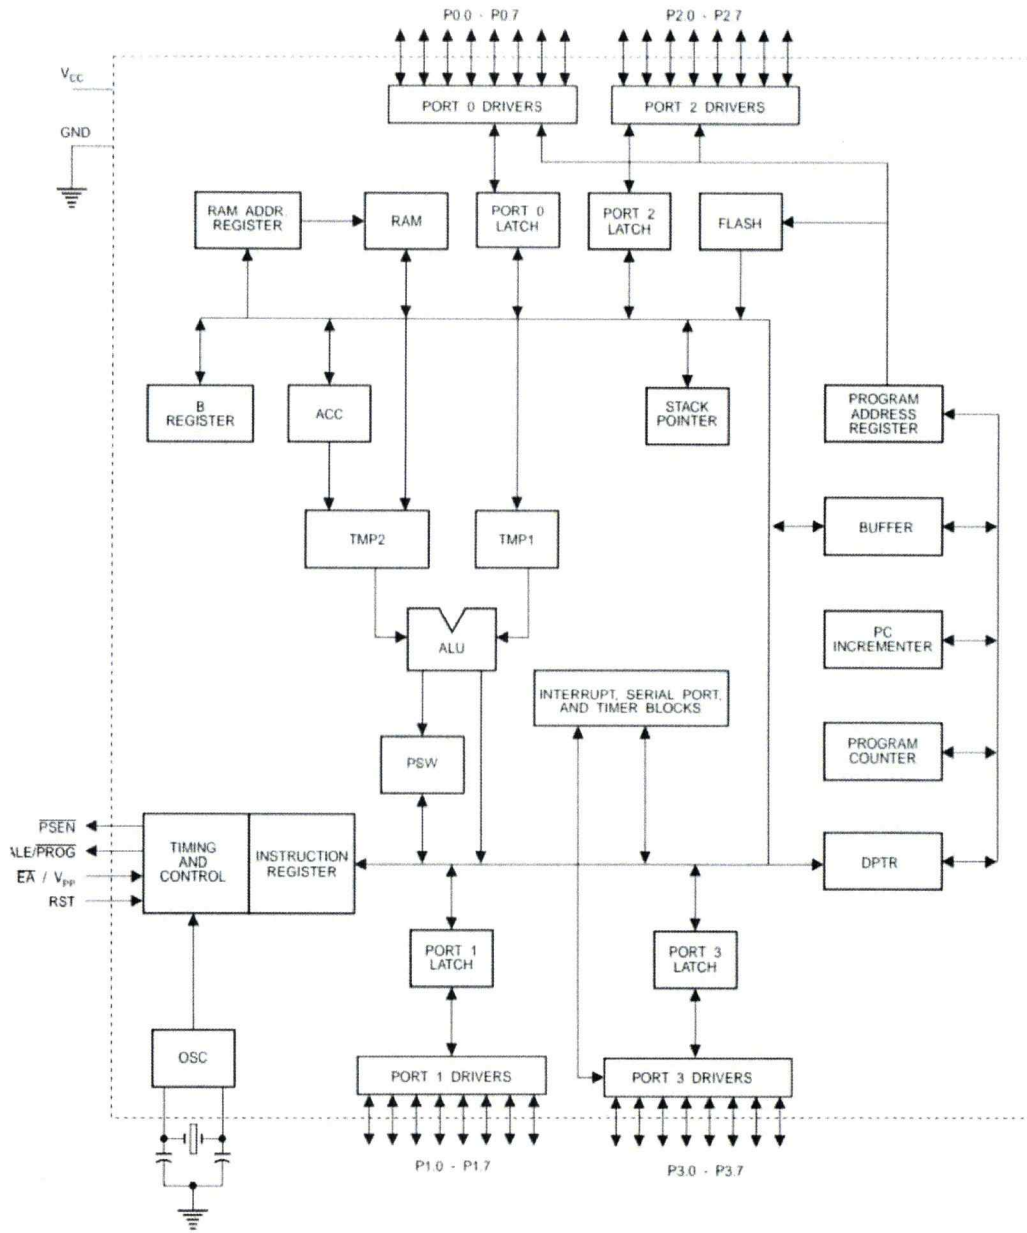 P0.0 - P0.7
P2.0 - P2.7
VCC
GND
PORT 0 DRIVERS
PORT 2 DRIVERS
RAM ADDR.
REGISTER
RAM
PORT 0
LATCH
PORT 2
LATCH
FLASH
B
REGISTER
ACC
STACK
POINTER
PROGRAM
ADDRESS
REGISTER
TMP2
TMP1
BUFFER
ALU
PC
INCREMENTER
INTERRUPT, SERIAL PORT,
AND TIMER BLOCKS
PSW
PROGRAM
COUNTER
PSEN
ALE/PROG
EA / VPP
RST
TIMING
AND
CONTROL
INSTRUCTION
REGISTER
DPTR
PORT 1
LATCH
PORT 3
LATCH
OSC
PORT 1 DRIVERS
PORT 3 DRIVERS
P1.0 - P1.7
P3.0 - P3.7